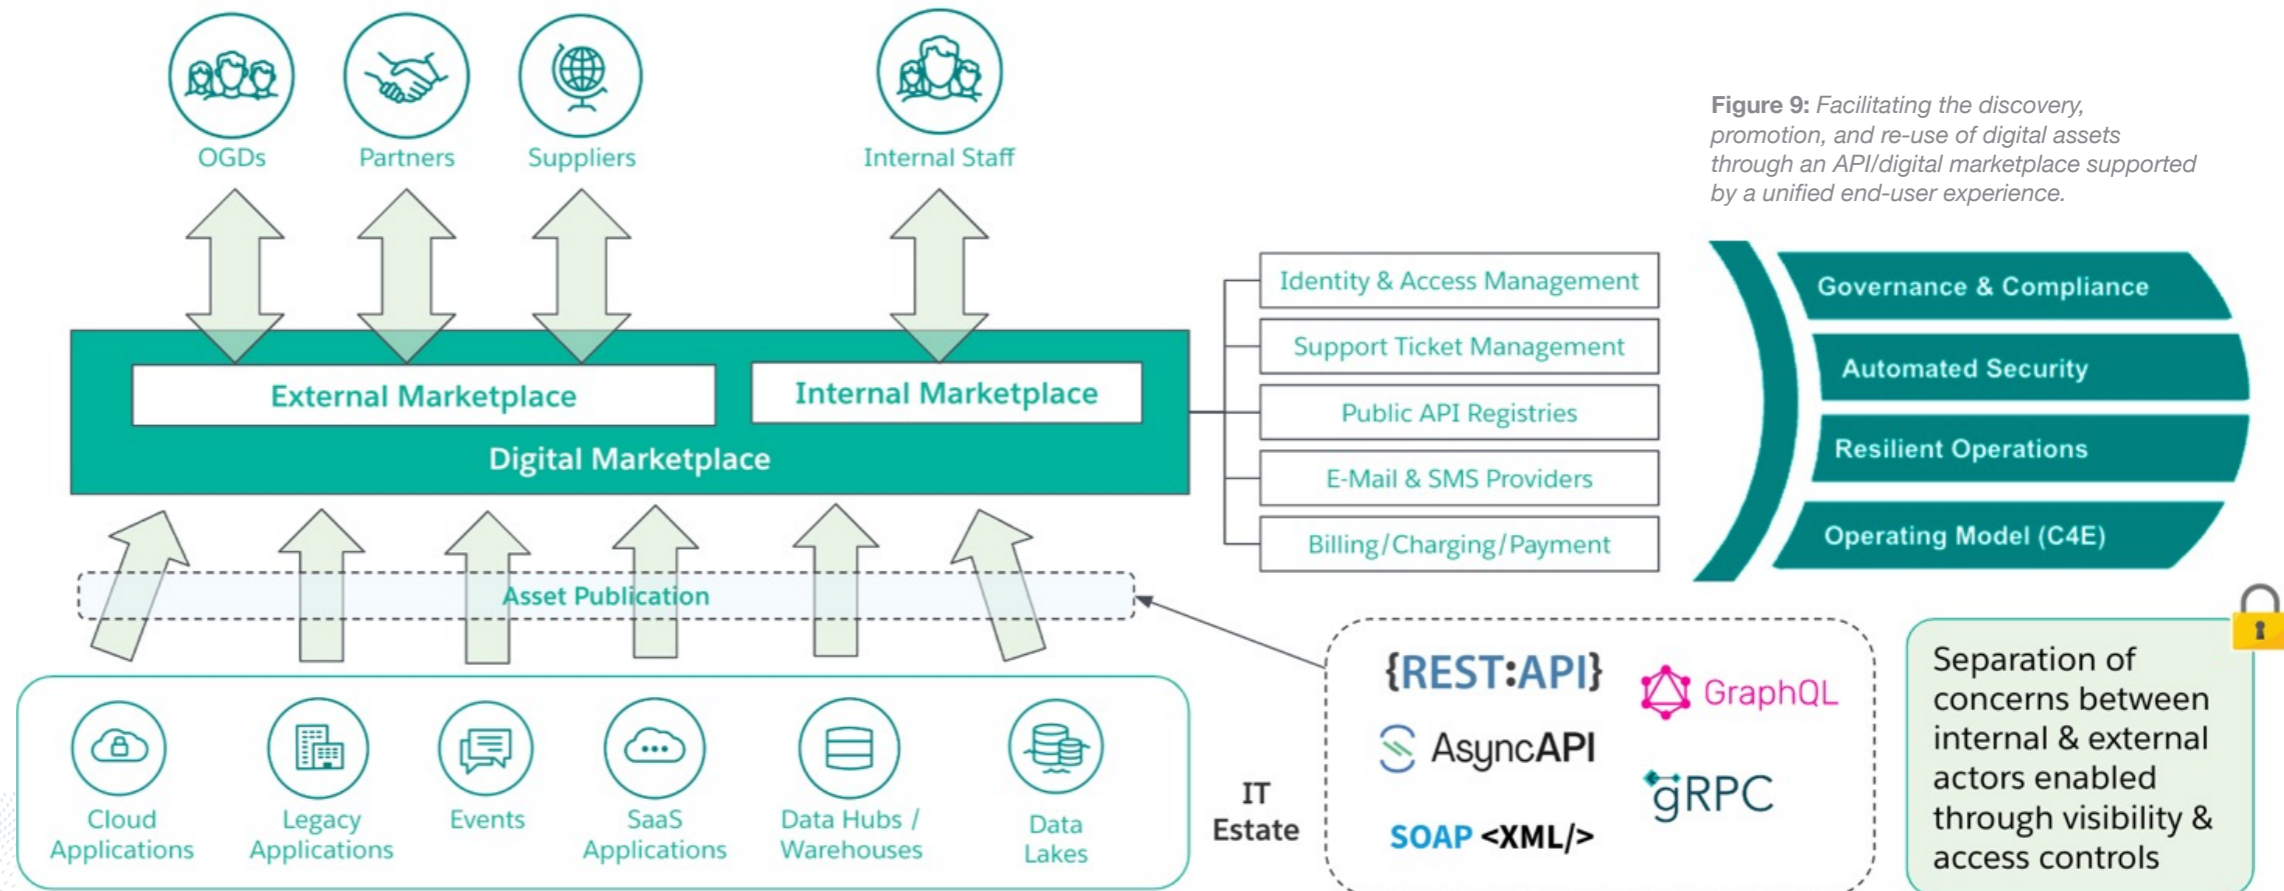 OGDs
Partners
Suppliers
Internal Staff
Figure 9: Facilitating the discovery,
promotion, and re-use of digital assets
through an API/digital marketplace supported
by a unified end-user experience.
External Marketplace
Internal Marketplace
Digital Marketplace
Identity & Access Management
Support Ticket Management
Public API Registries
E-Mail & SMS Providers
Billing/Charging/Payment
Governance & Compliance
Automated Security
Resilient Operations
Operating Model (C4E)
Asset Publication
Cloud
Applications
Legacy
Applications
Events
SaaS
Applications
Data Hubs /
Warehouses
Data
Lakes
IT
Estate
{REST:API}
GraphQL
AsyncAPI
gRPC
SOAP <XML/>
Separation of
concerns between
internal & external
actors enabled
through visibility &
access controls